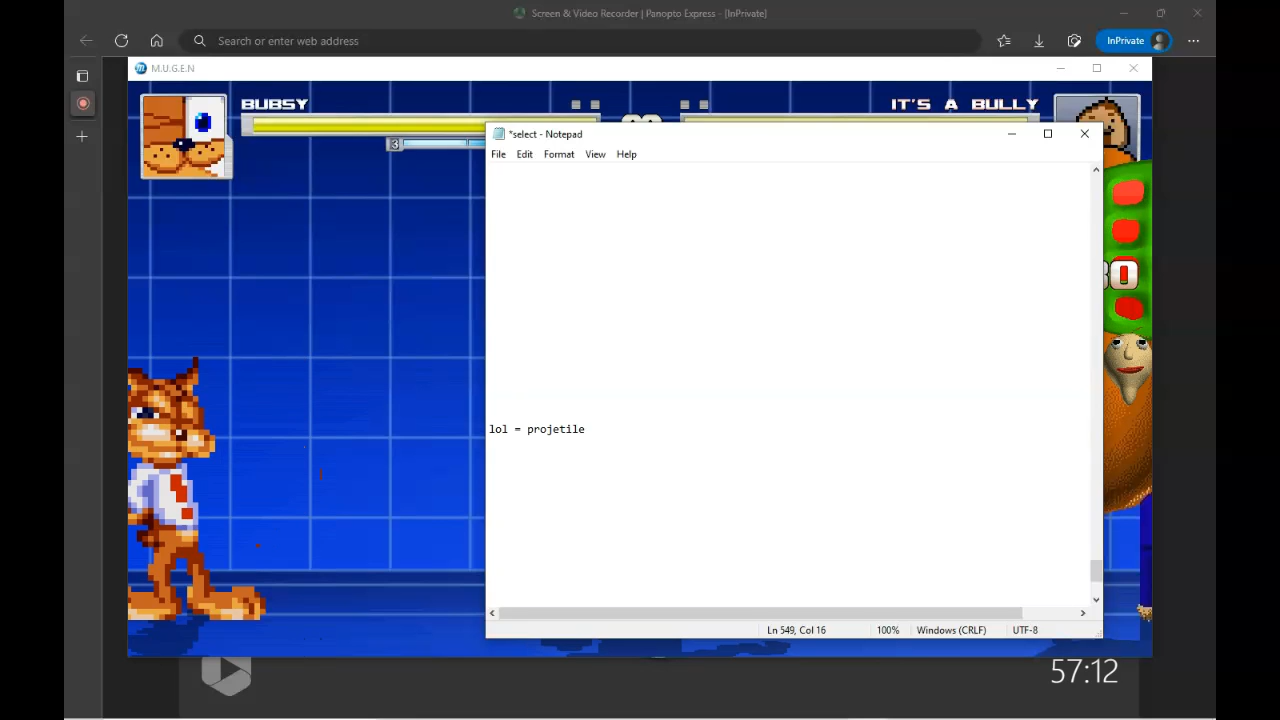 Screen & Video Recorder | Panopto Express - [InPrivate]
Search or enter web address
InPrivate
M.U.G.E.N
BUBSY
IT'S A BULLY
3
*select - Notepad
File Edit Format View Help
lol = projetile
Ln 549, Col 16 100% Windows (CRLF) UTF-8
57:12